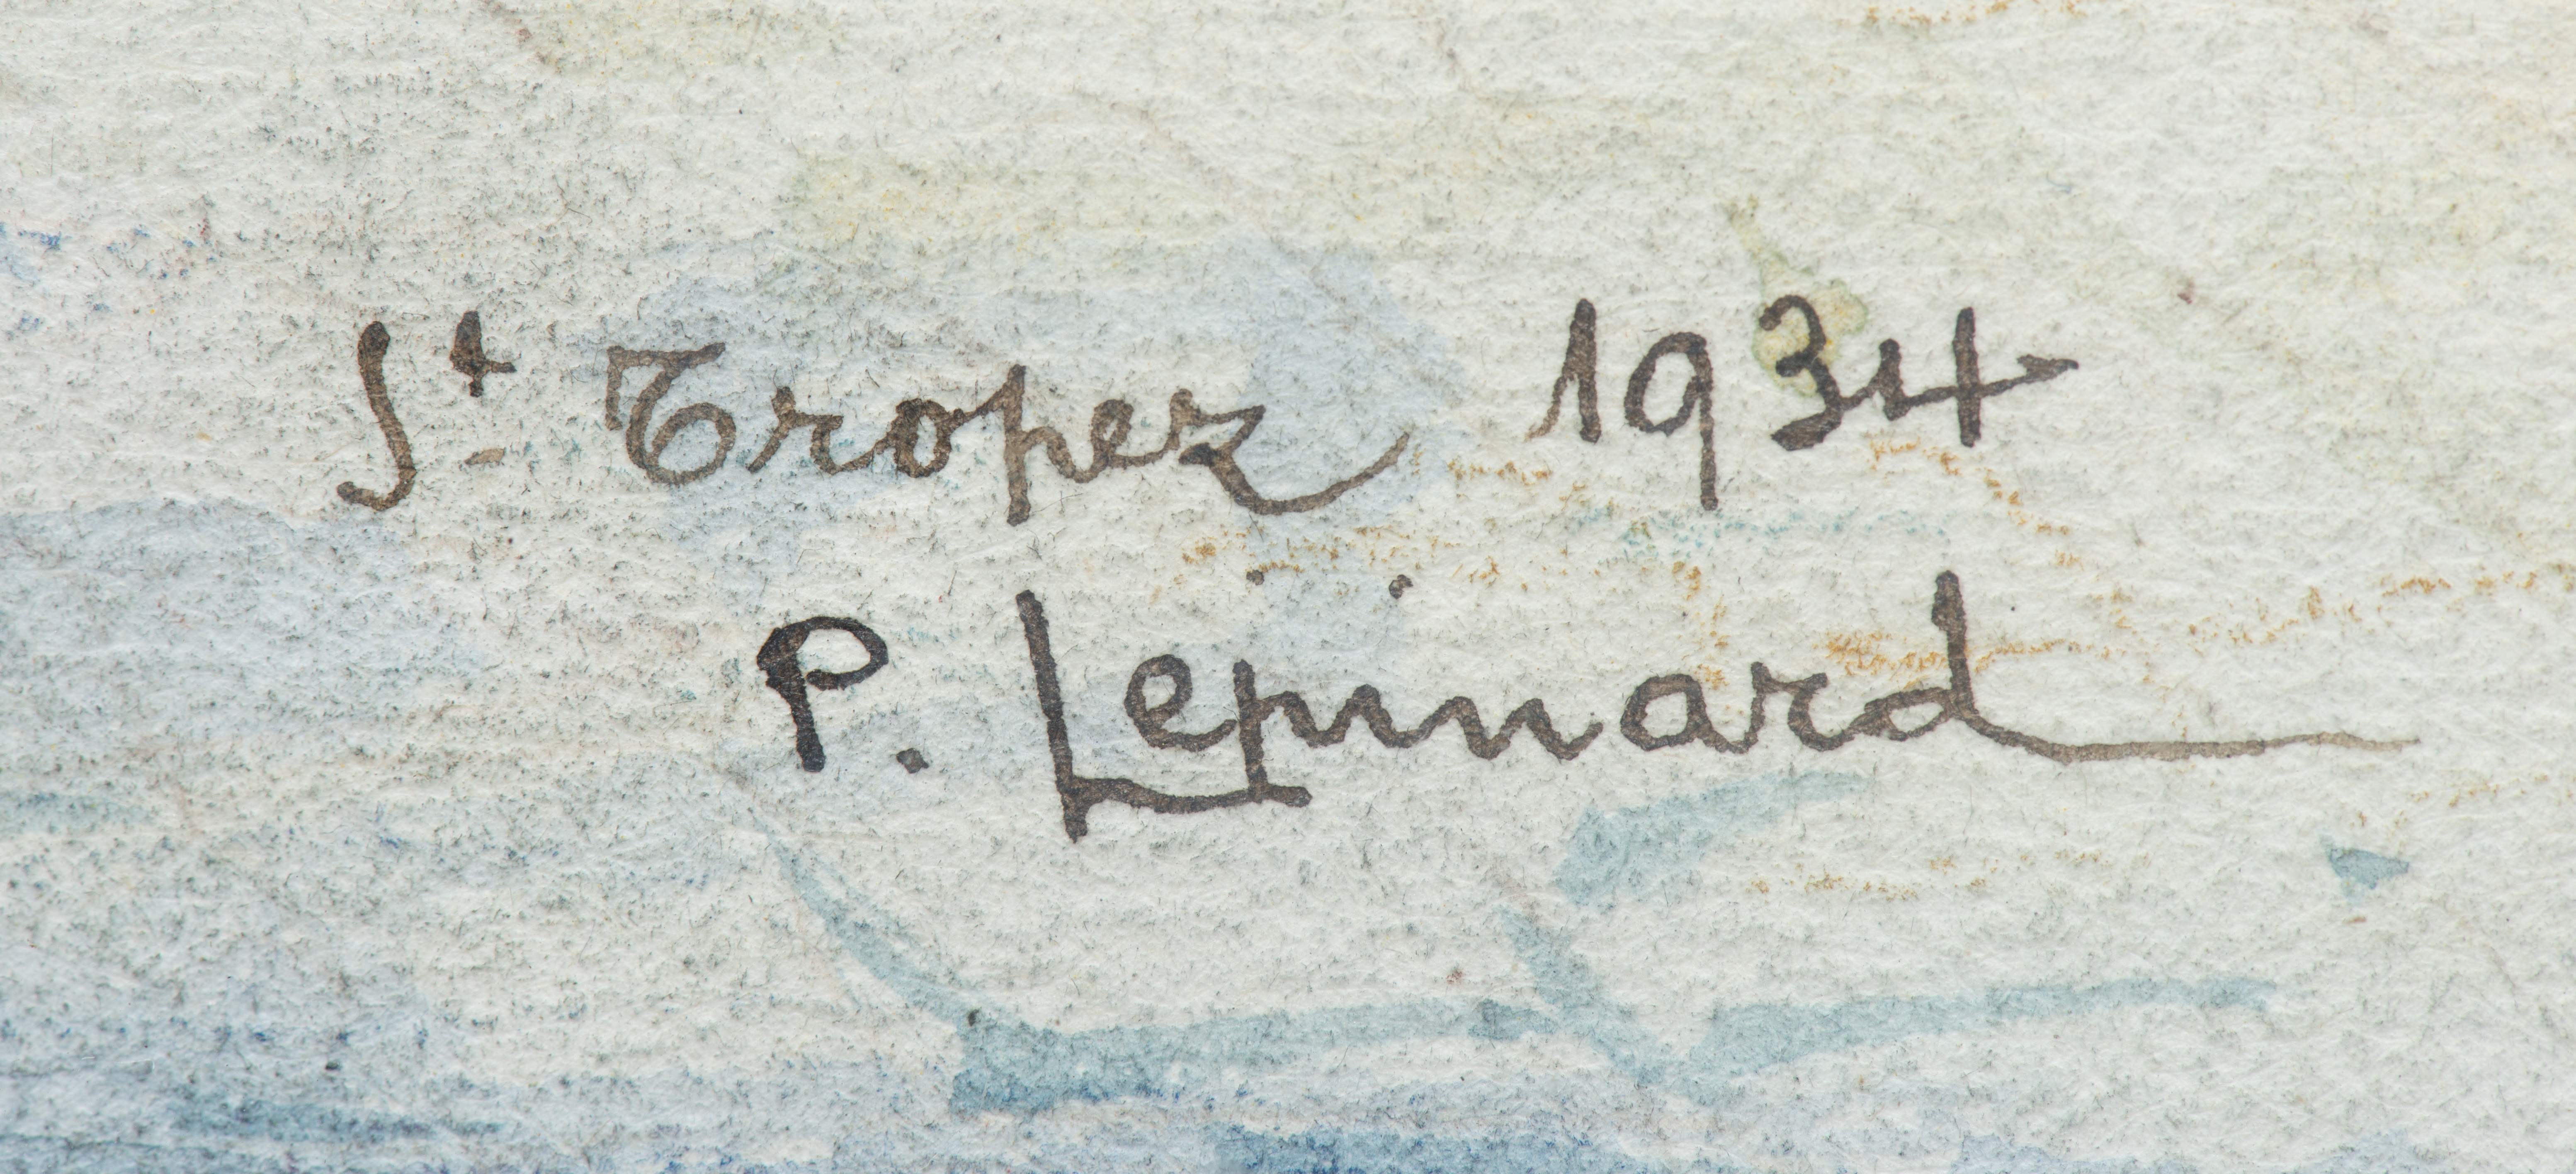 St Tropez 1934
P. Lepinard